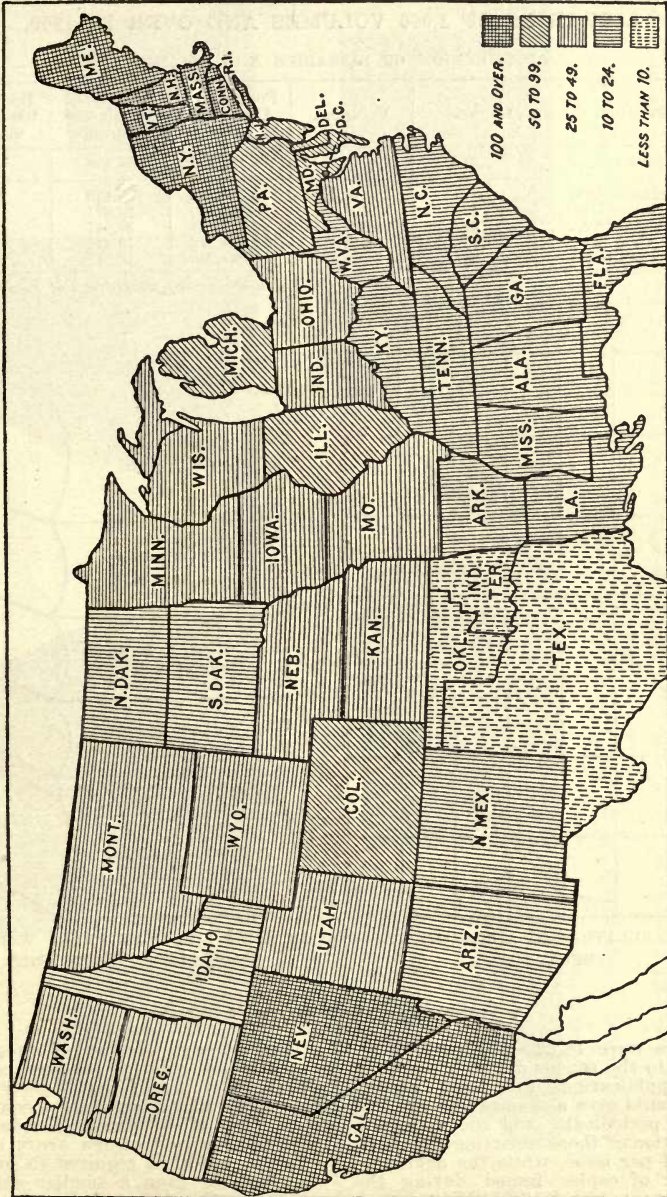 WASH.
OREG.
CAL.
NEV.
IDAHO
MONT.
WYO.
UTAH.
ARIZ.
COL.
N.MEX.
N.DAK.
S.DAK.
NEB.
KAN.
OKL.
IND.
TER.
TEX.
MINN.
IOWA.
MO.
ARK.
LA.
WIS.
ILL.
MICH.
IND.
OHIO.
KY.
TENN.
MISS.
ALA.
GA.
FLA.
S.C.
N.C.
VA.
W.VA.
MD.
DEL.
D.C.
PA.
N.J.
N.Y.
VT.
N.H.
MASS.
CONN.
R.I.
ME.
100 AND OVER.
50 TO 99.
25 TO 49.
10 TO 24.
LESS THAN 10.